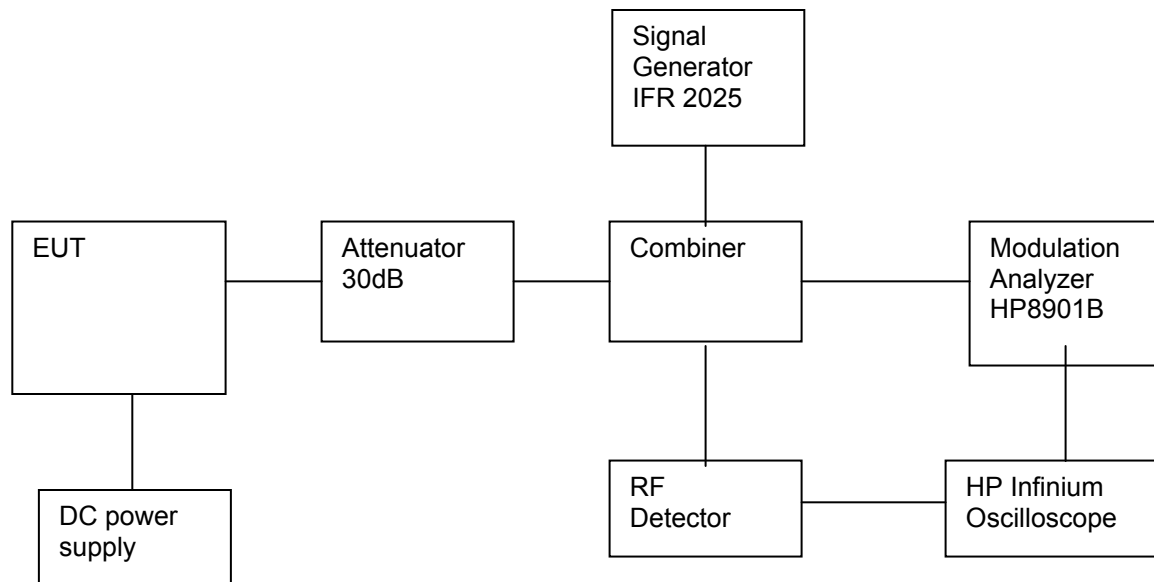 Signal
Generator
IFR 2025
EUT
Attenuator
30dB
Combiner
Modulation
Analyzer
HP8901B
DC power
supply
RF
Detector
HP Infinium
Oscilloscope